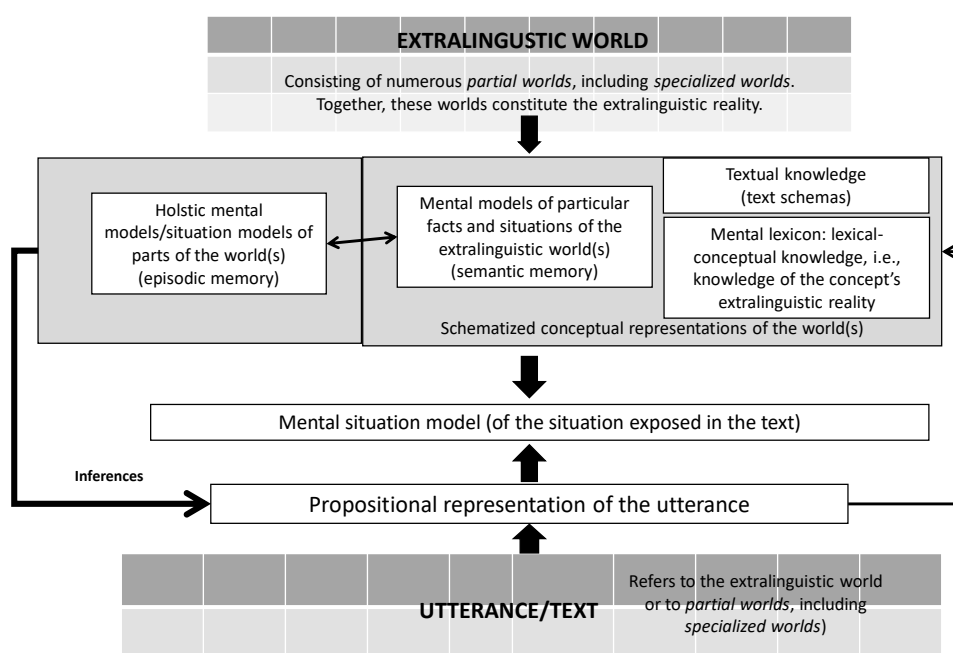 EXTRALINGUSTIC WORLD
Consisting of numerous partial worlds, including specialized worlds.
Together, these worlds constitute the extralinguistic reality.
Holstic mental
models/situation models of
parts of the world(s)
(episodic memory)
Mental models of particular
facts and situations of the
extralinguistic world(s)
(semantic memory)
Textual knowledge
(text schemas)
Mental lexicon: lexical-
conceptual knowledge, i.e.,
knowledge of the concept's
extralinguistic reality
Schematized conceptual representations of the world(s)
Mental situation model (of the situation exposed in the text)
Inferences
Propositional representation of the utterance
UTTERANCE/TEXT
Refers to the extralinguistic world
or to partial worlds, including
specialized worlds)